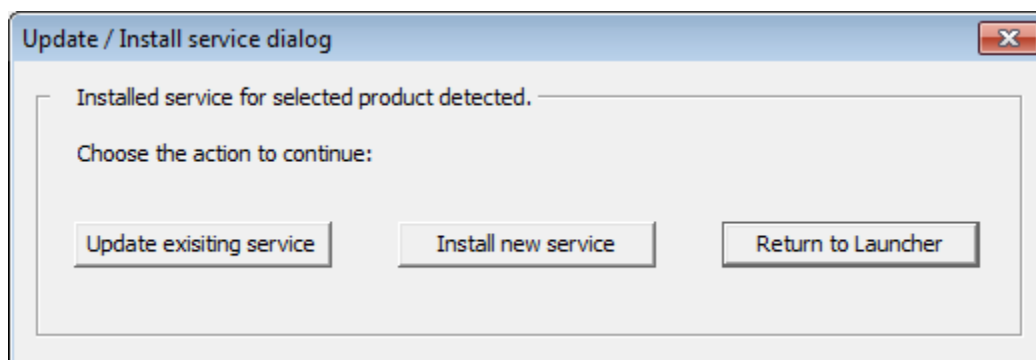 Update / Install service dialog
Installed service for selected product detected.
Choose the action to continue:
Update exisiting service
Install new service
Return to Launcher